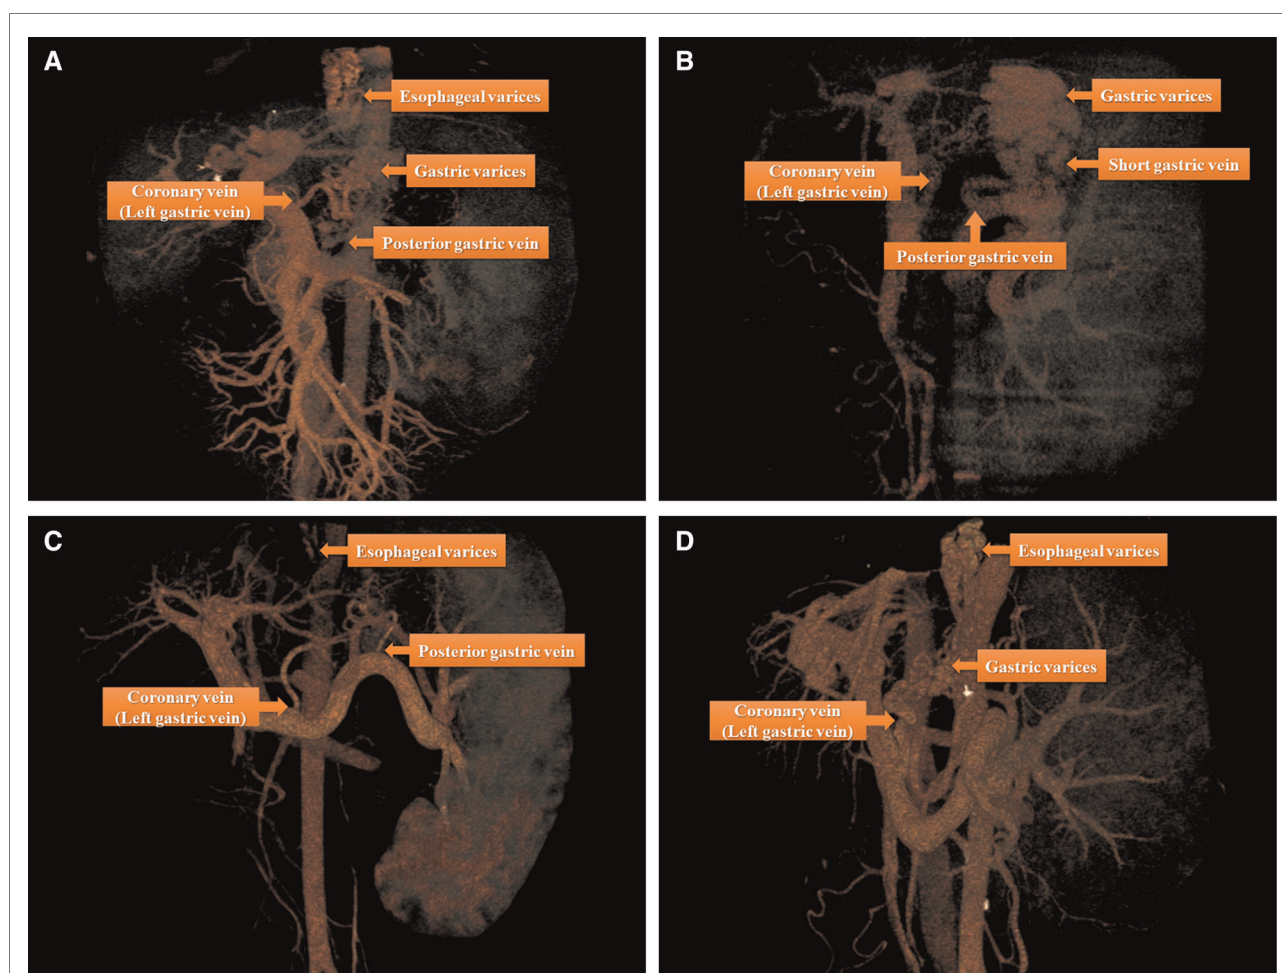 A
Esophageal varices
Gastric varices
Coronary vein
(Left gastric vein)
Posterior gastric vein
B
Gastric varices
Short gastric vein
Coronary vein
(Left gastric vein)
Posterior gastric vein
C
Esophageal varices
Posterior gastric vein
Coronary vein
(Left gastric vein)
D
Esophageal varices
Gastric varices
Coronary vein
(Left gastric vein)